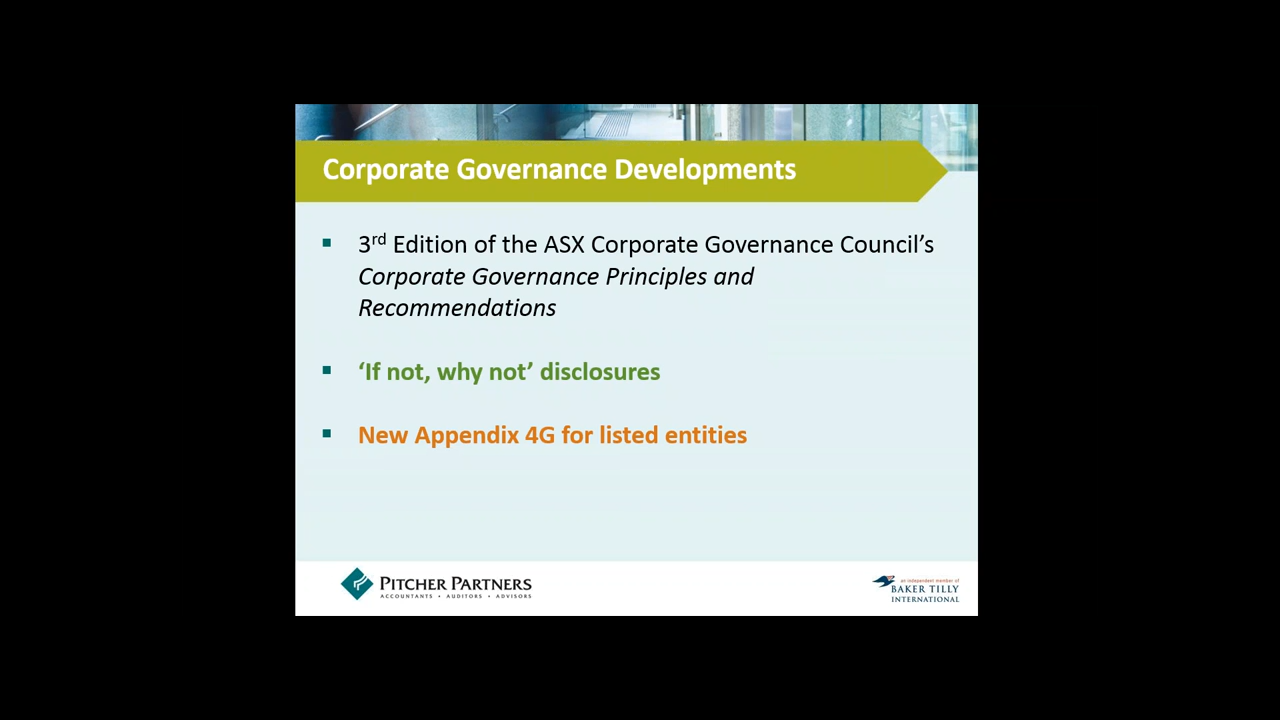 Corporate Governance Developments
3rd Edition of the ASX Corporate Governance Council’s
Corporate Governance Principles and
Recommendations
‘If not, why not’ disclosures
New Appendix 4G for listed entities
PITCHER PARTNERS
ACCOUNTANTS • AUDITORS • ADVISORS
an independent member of
BAKER TILLY
INTERNATIONAL